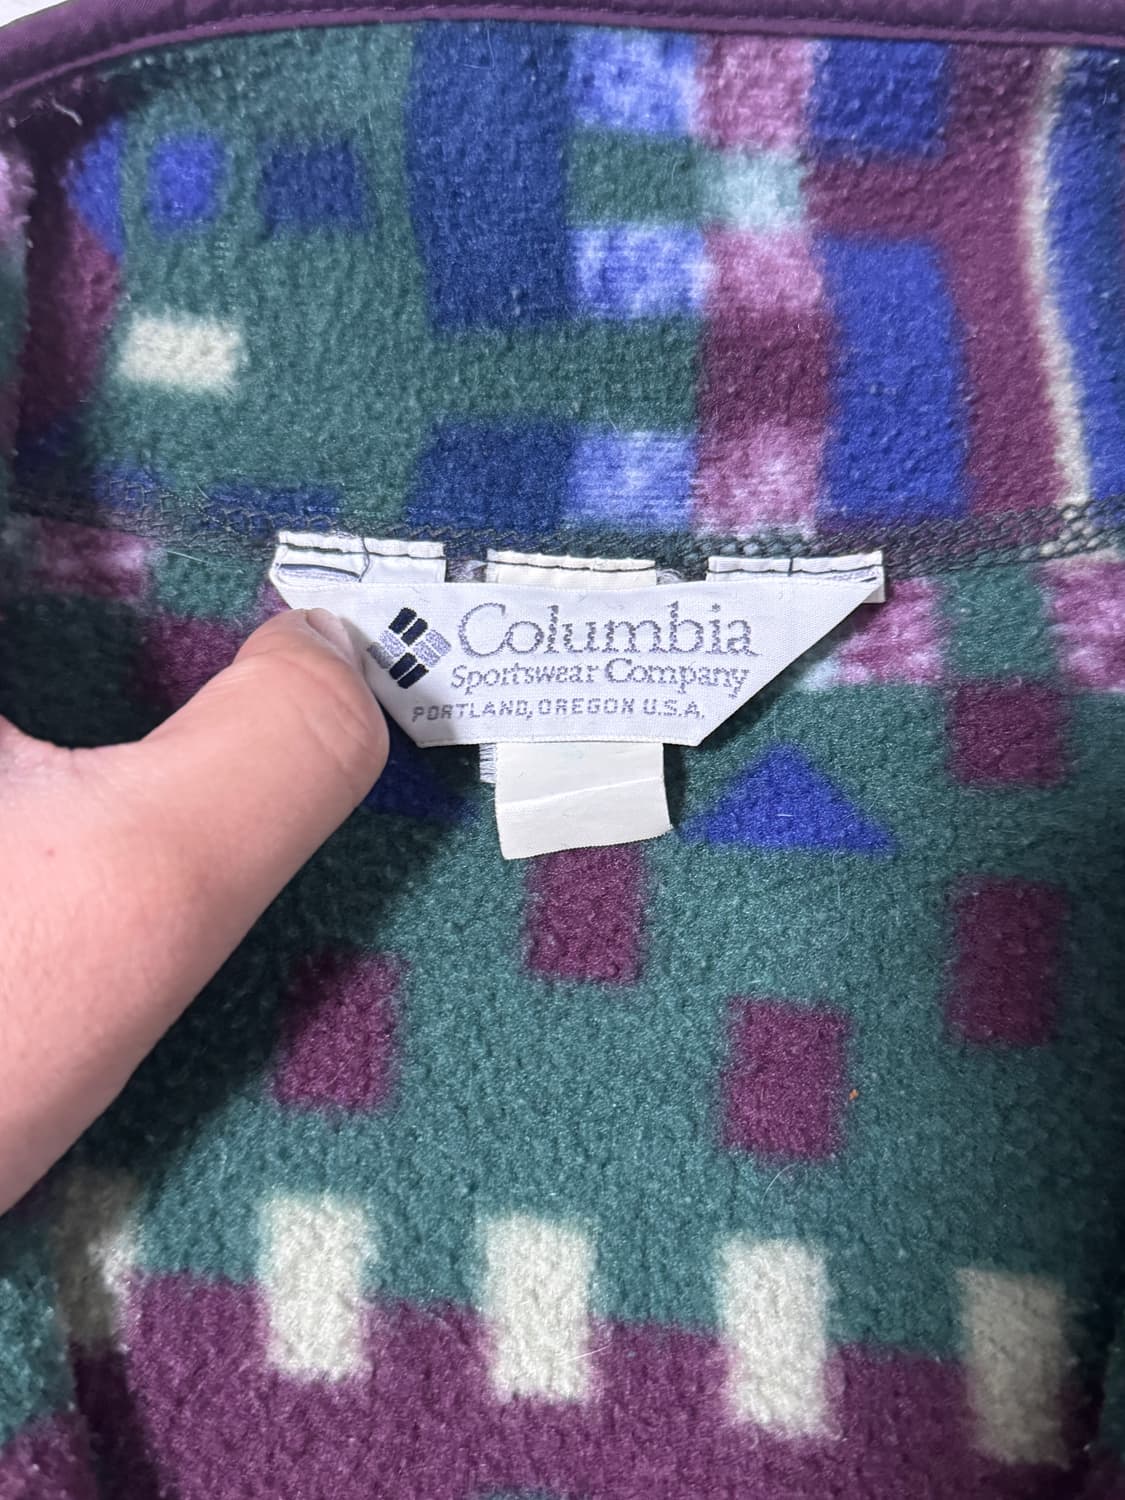 Columbia
Sportswear Company
PORTLAND, OREGON U.S.A.